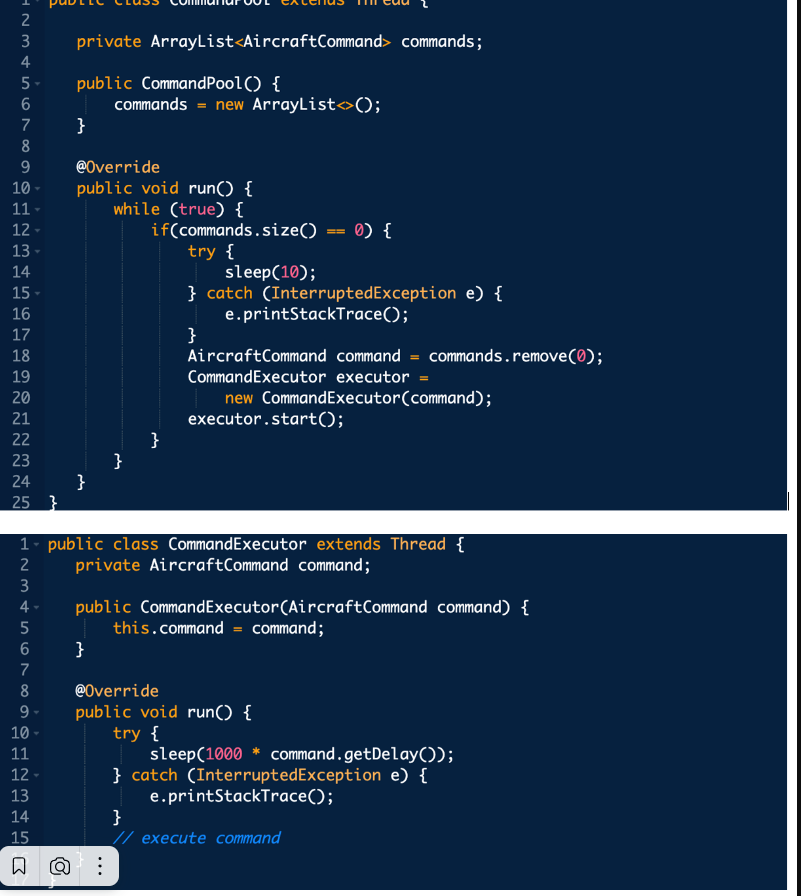 1 public class CommandPool extends Thread {
2
3 private ArrayList<AircraftCommand> commands;
4
5 public CommandPool() {
6 commands = new ArrayList<>();
7 }
8
9 @Override
10 public void run() {
11 while (true) {
12 if(commands.size() == 0) {
13 try {
14 sleep(10);
15 } catch (InterruptedException e) {
16 e.printStackTrace();
17 }
18 AircraftCommand command = commands.remove(0);
19 CommandExecutor executor =
20 new CommandExecutor(command);
21 executor.start();
22 }
23 }
24 }
25 }
1 public class CommandExecutor extends Thread {
2 private AircraftCommand command;
3
4 public CommandExecutor(AircraftCommand command) {
5 this.command = command;
6 }
7
8 @Override
9 public void run() {
10 try {
11 sleep(1000 * command.getDelay());
12 } catch (InterruptedException e) {
13 e.printStackTrace();
14 }
15 // execute command
}
}